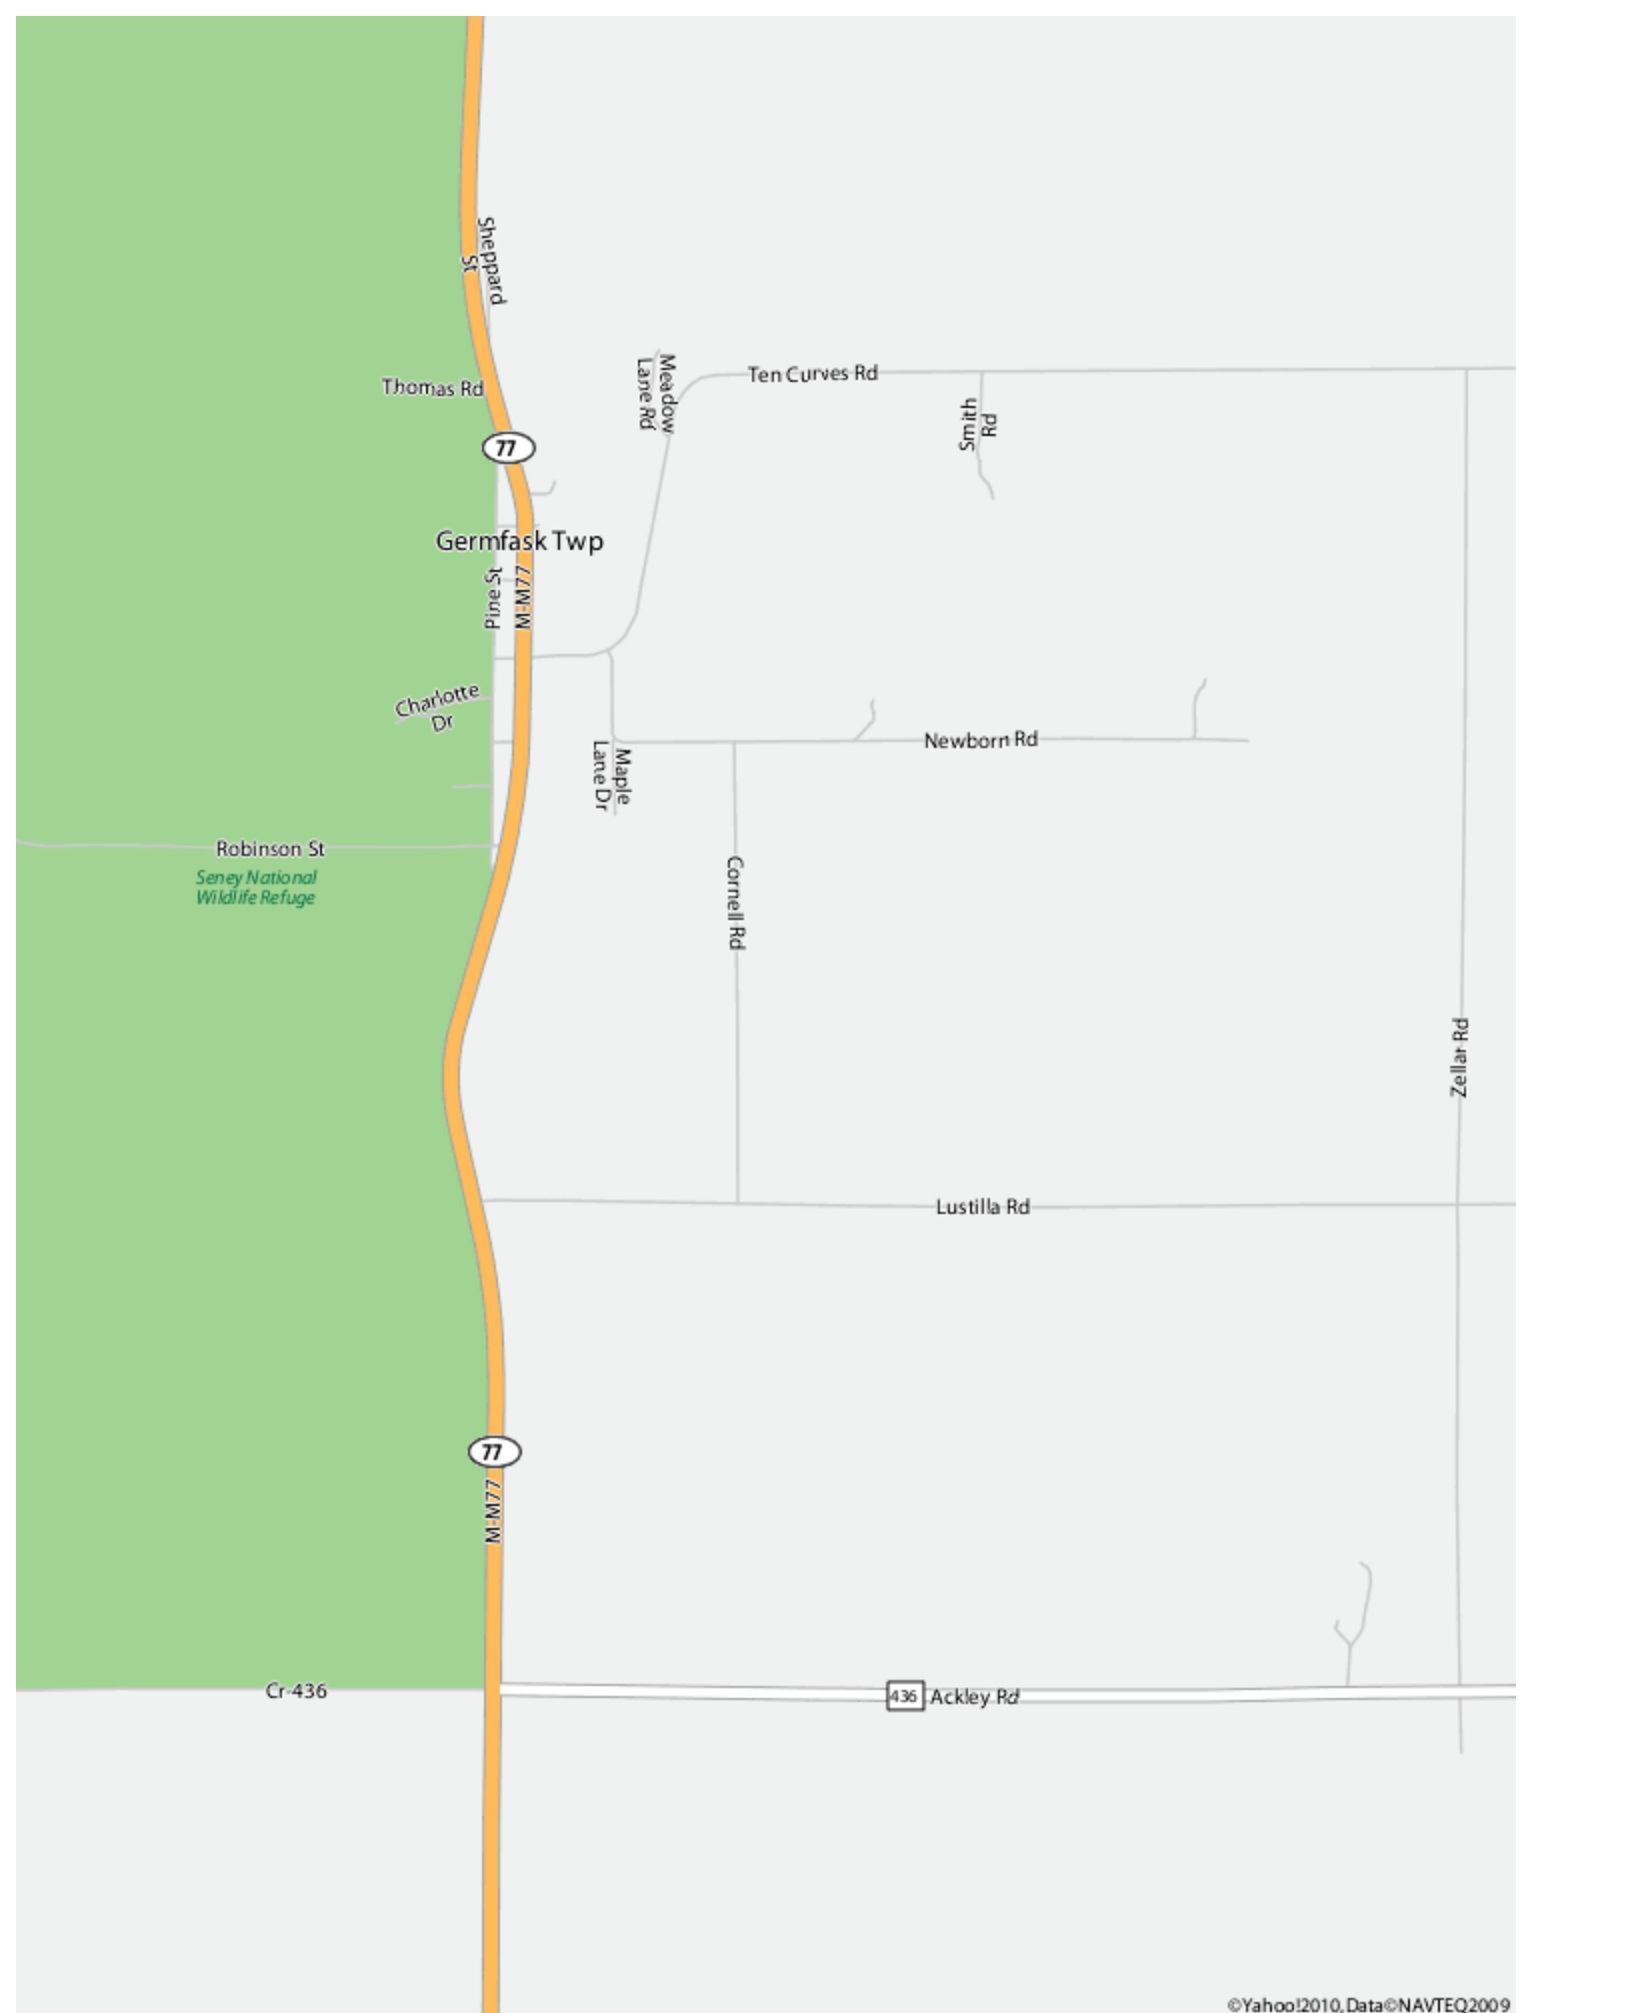 Sheppard
St
Thomas Rd
Meadow
Lane Rd
Ten Curves Rd
Smith
Rd
77
Germfask Twp
Pine St
M-M77
Charlotte
Dr
Newborn Rd
Maple
Lane Dr
Robinson St
Seney National
Wildlife Refuge
Cornell Rd
Zellar Rd
Lustilla Rd
77
M-M77
Cr-436
436
Ackley Rd
©Yahoo!2010, Data©NAVTEQ2009